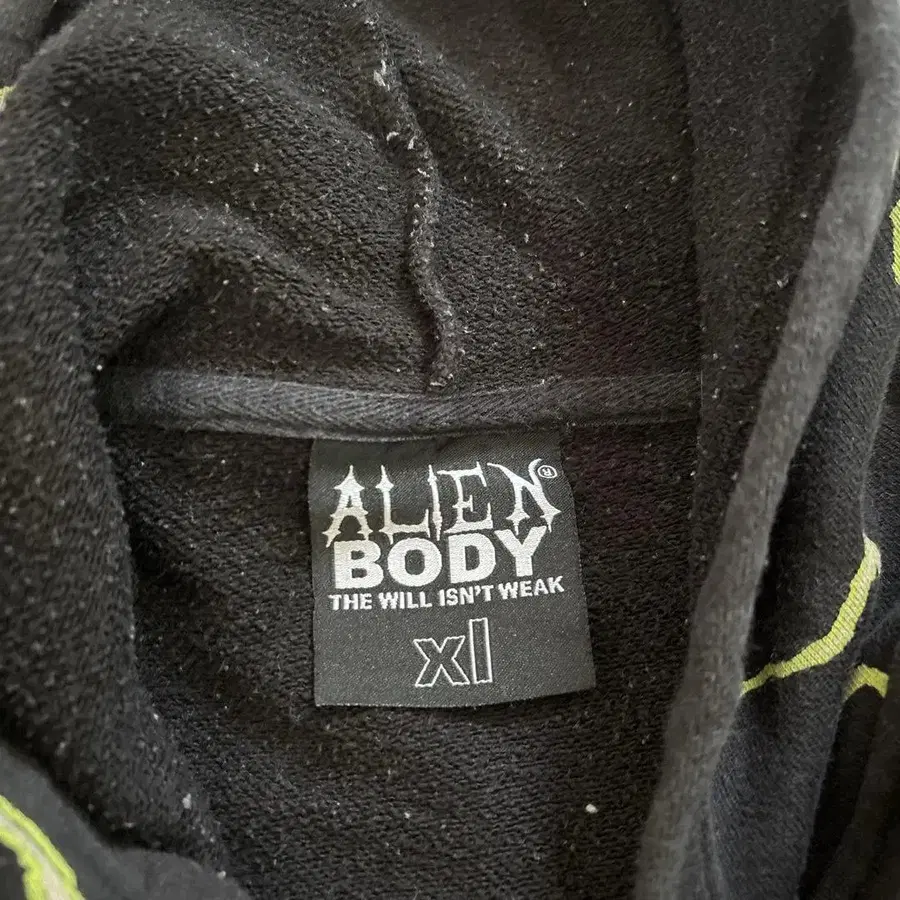 ALIEN®
BODY
THE WILL ISN'T WEAK
xl